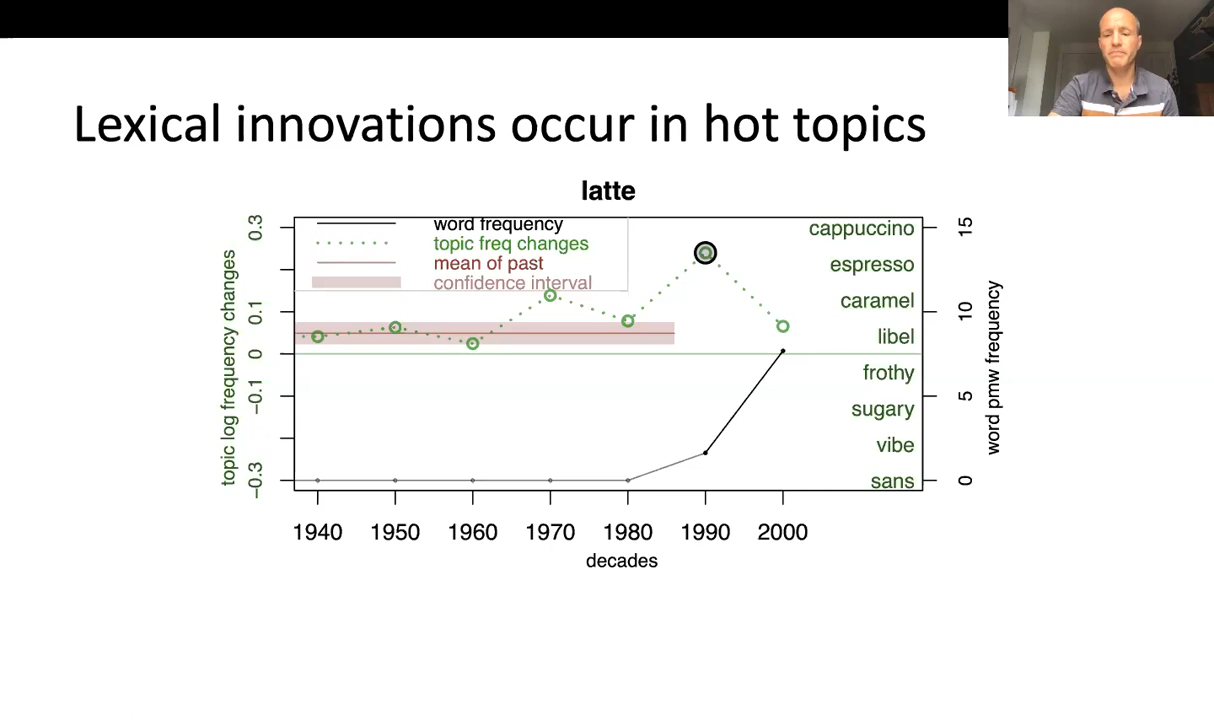 Lexical innovations occur in hot topics
latte
word frequency
topic freq changes
mean of past
confidence interval
topic log frequency changes
0.3
0.1
0
−0.1
−0.3
cappuccino
espresso
caramel
libel
frothy
sugary
vibe
sans
15
10
5
0
word pmw frequency
1940 1950 1960 1970 1980 1990 2000
decades